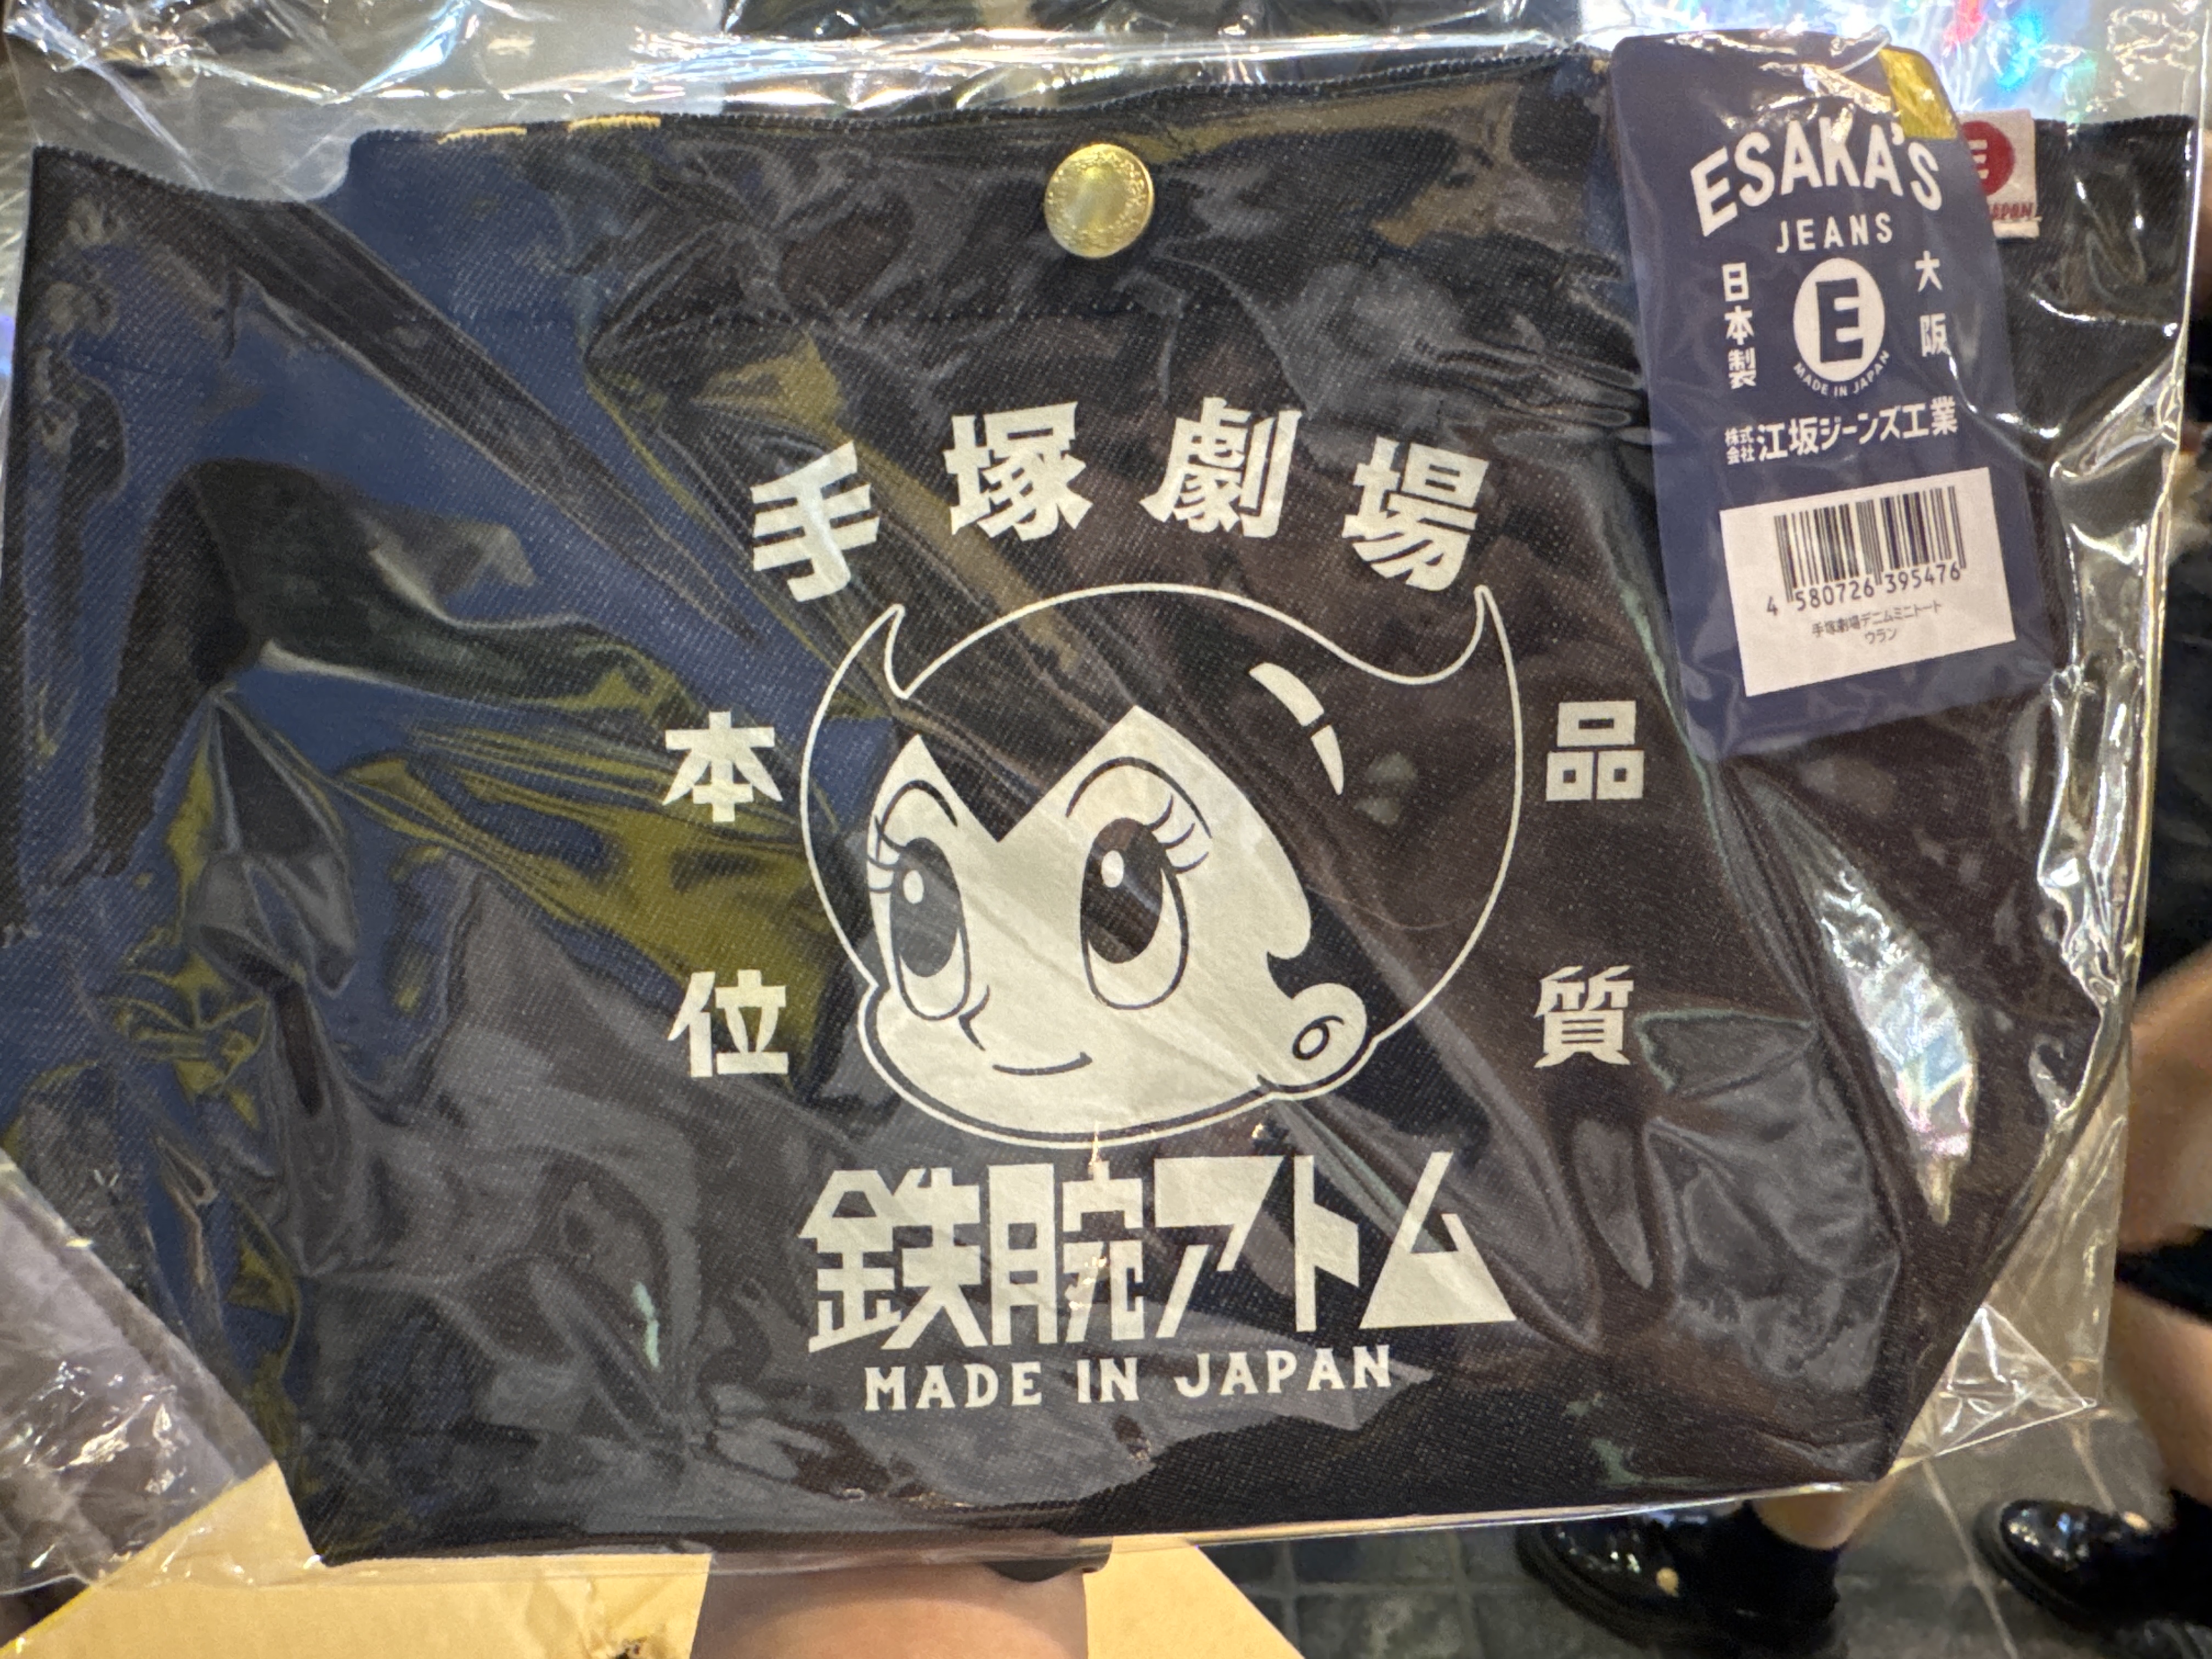 手塚劇場
本位
品質
鉄腕アトム
MADE IN JAPAN
ESAKA'S
JEANS
日本製
E
MADE IN JAPAN
大阪
株式会社江坂ジーンズ工業
4 580726 395476
手塚劇場デニムミニトート
ウラン
E
JAPAN